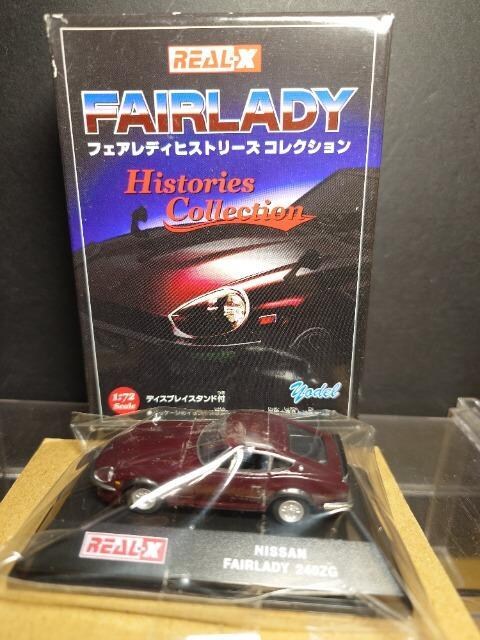 REAL-X
FAIRLADY
フェアレディヒストリーズ コレクション
Histories
Collection
1:72
Scale
ディスプレイスタンド付
yodel
REAL-X
NISSAN
FAIRLADY 240ZG